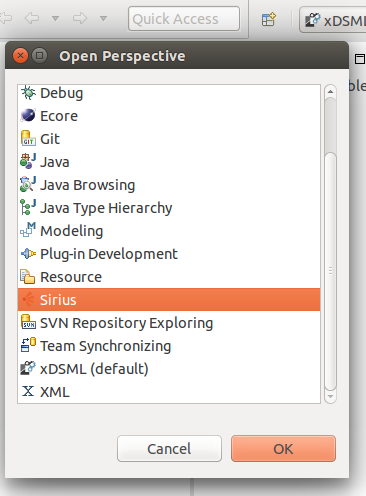 Quick Access
xDSML
Open Perspective
Debug
Ecore
Git
Java
Java Browsing
Java Type Hierarchy
Modeling
Plug-in Development
Resource
Sirius
SVN Repository Exploring
Team Synchronizing
xDSML (default)
XML
Cancel
OK